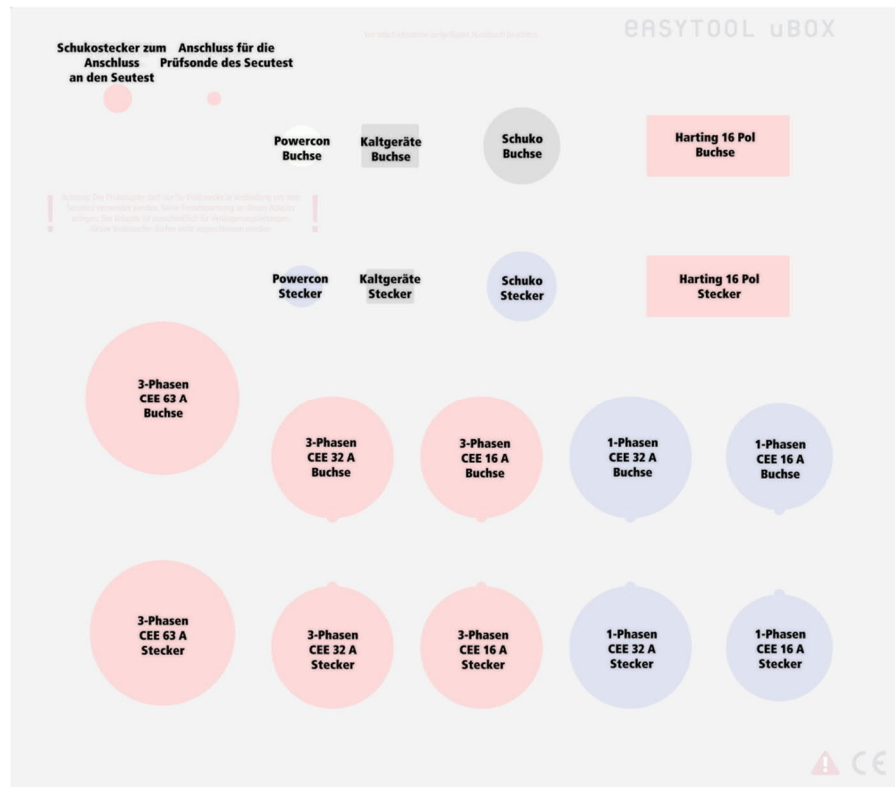 eASYTOOL uBOX
Schukostecker zum
Anschluss
an den Seutest
Anschluss für die
Prüfsonde des Secutest
Powercon
Buchse
Kaltgeräte
Buchse
Schuko
Buchse
Harting 16 Pol
Buchse
!
!
Powercon
Stecker
Kaltgeräte
Stecker
Schuko
Stecker
Harting 16 Pol
Stecker
3-Phasen
CEE 63 A
Buchse
3-Phasen
CEE 32 A
Buchse
3-Phasen
CEE 16 A
Buchse
1-Phasen
CEE 32 A
Buchse
1-Phasen
CEE 16 A
Buchse
3-Phasen
CEE 63 A
Stecker
3-Phasen
CEE 32 A
Stecker
3-Phasen
CEE 16 A
Stecker
1-Phasen
CEE 32 A
Stecker
1-Phasen
CEE 16 A
Stecker
CE